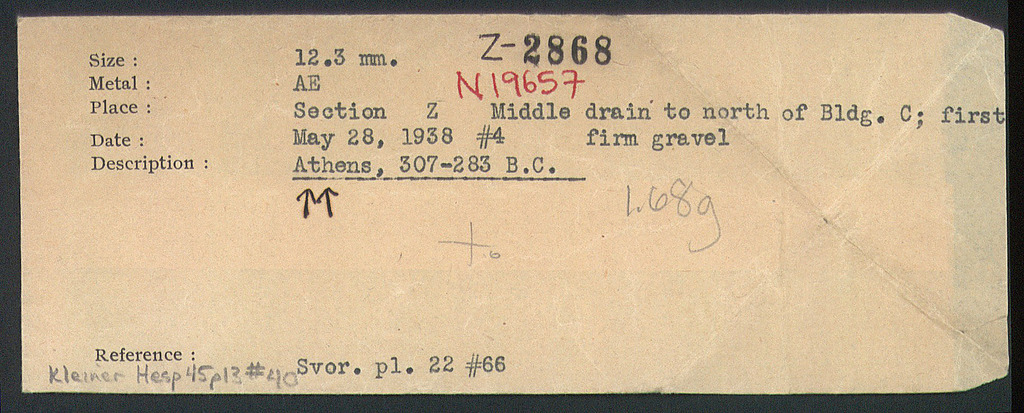 Z-2868
Size : 12.3 mm.
Metal : AE N19657
Place : Section Z Middle drain to north of Bldg. C; first
Date : May 28, 1938 #4 firm gravel
Description : Athens, 307-283 B.C.
↑↑
1.68g
Reference : Svor. pl. 22 #66
Kleiner Hesp 45 p13 #40